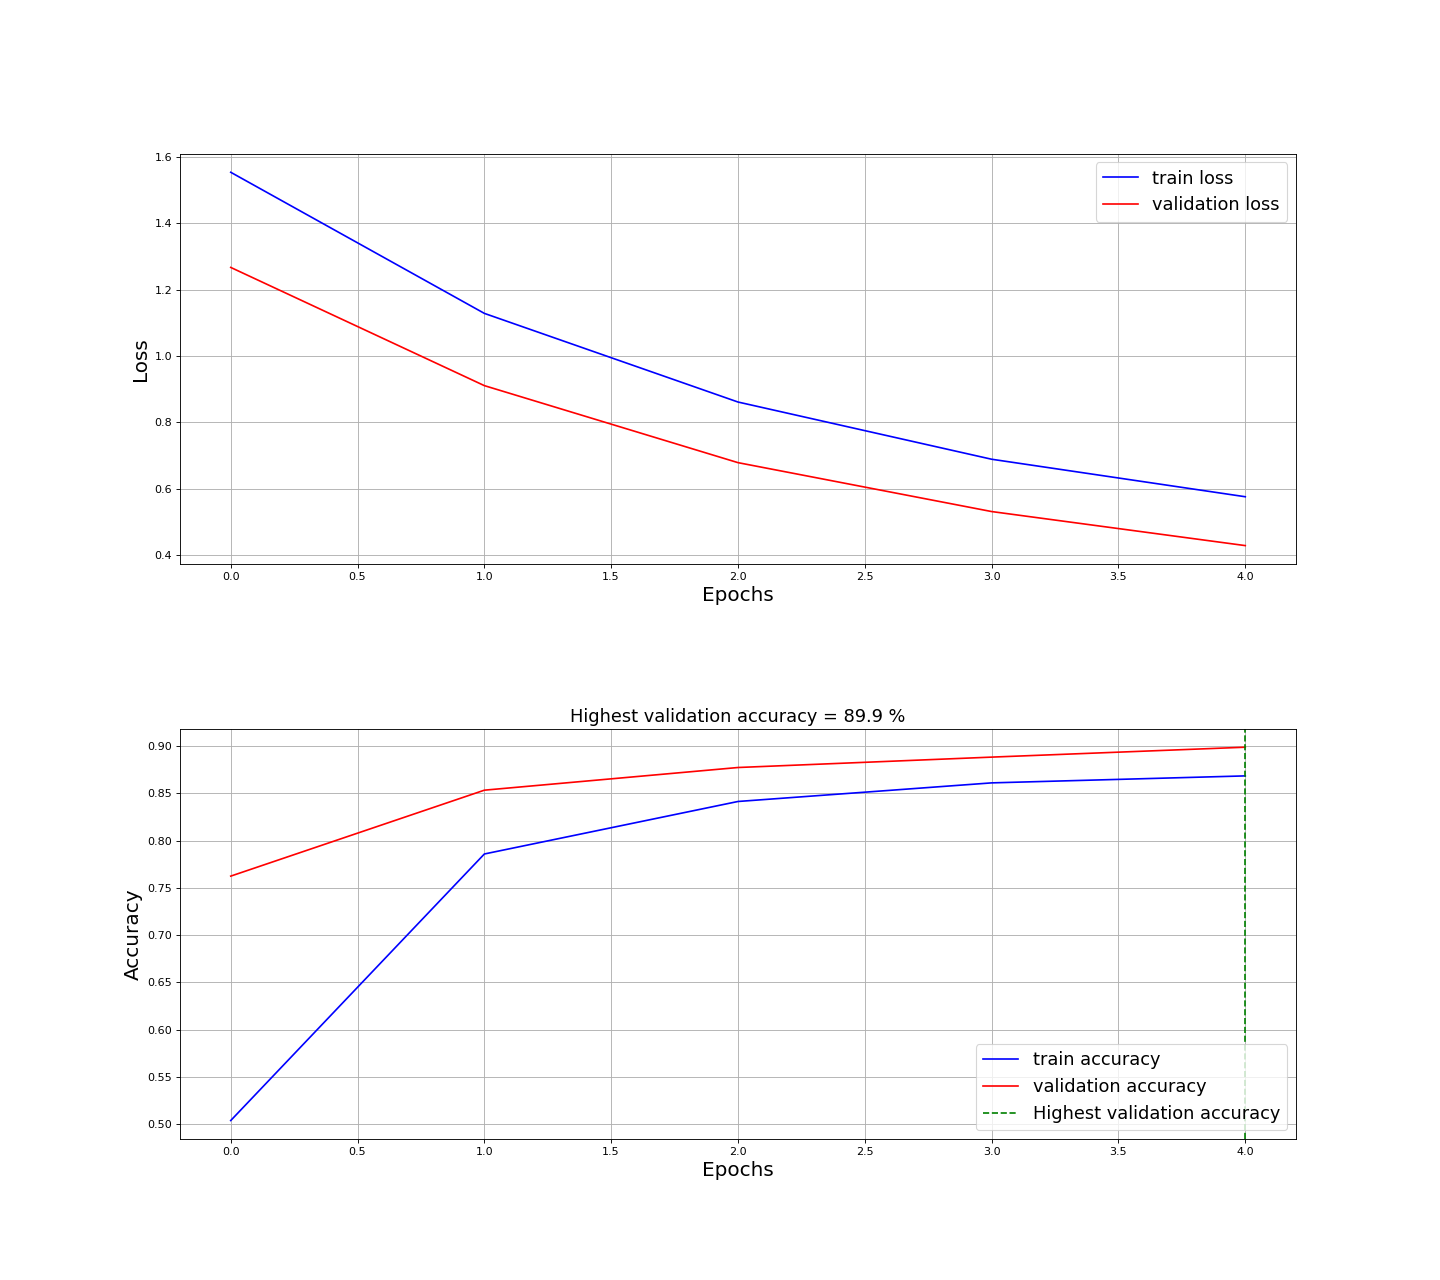 1.6
1.4
1.2
1.0
0.8
0.6
0.4
Loss
train loss
validation loss
0.0 0.5 1.0 1.5 2.0 2.5 3.0 3.5 4.0
Epochs
Highest validation accuracy = 89.9 %
0.90
0.85
0.80
0.75
0.70
0.65
0.60
0.55
0.50
Accuracy
train accuracy
validation accuracy
Highest validation accuracy
0.0 0.5 1.0 1.5 2.0 2.5 3.0 3.5 4.0
Epochs